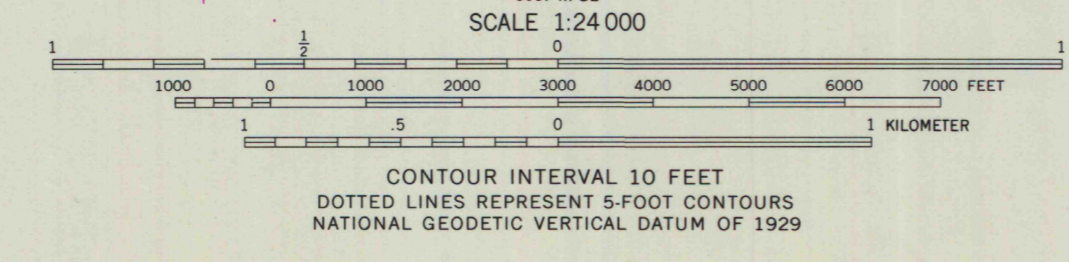 SCALE 1:24 000
1 ½ 0 1
1000 0 1000 2000 3000 4000 5000 6000 7000 FEET
1 .5 0 1 KILOMETER
CONTOUR INTERVAL 10 FEET
DOTTED LINES REPRESENT 5-FOOT CONTOURS
NATIONAL GEODETIC VERTICAL DATUM OF 1929